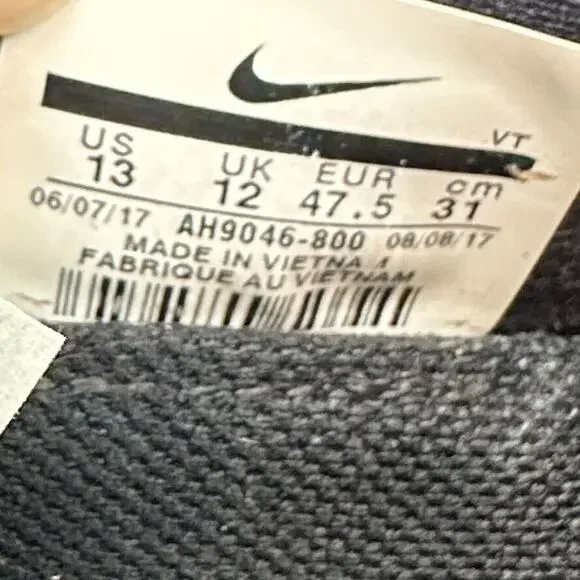 VT
US UK EUR cm
13 12 47.5 31
06/07/17 AH9046-800 08/08/17
MADE IN VIETNA
FABRIQUE AU VIETNAM